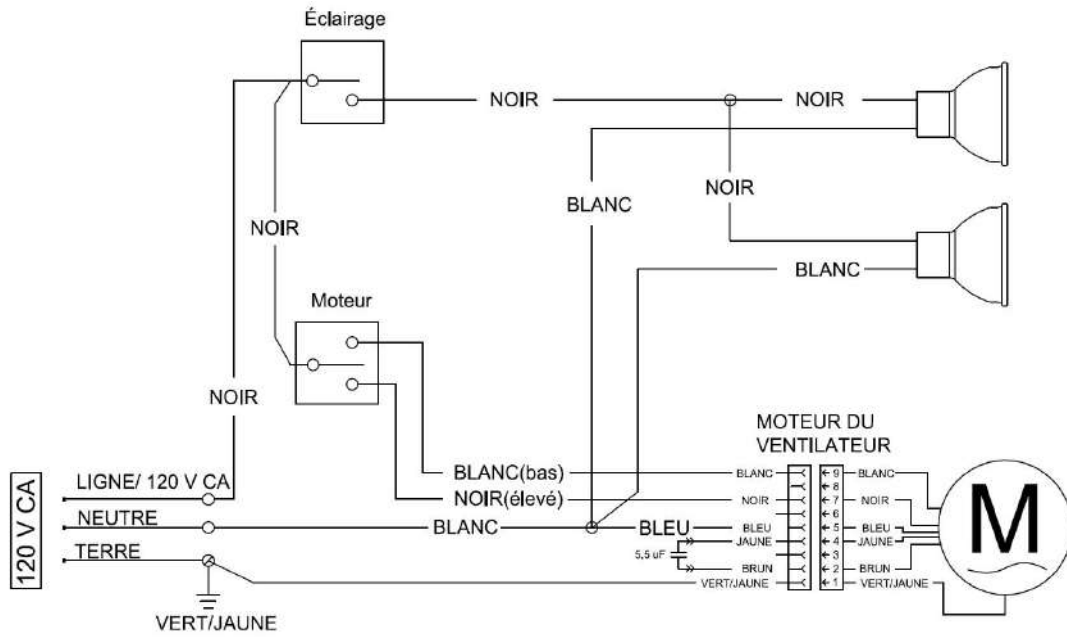 Éclairage
NOIR
NOIR
NOIR
BLANC
NOIR
BLANC
Moteur
NOIR
MOTEUR DU
VENTILATEUR
120 V CA
LIGNE/ 120 V CA
NEUTRE
TERRE
VERT/JAUNE
BLANC(bas)
NOIR(élevé)
BLANC
BLEU
5,5 uF
BLANC
NOIR
BLEU
JAUNE
BRUN
VERT/JAUNE
9
8
7
6
5
4
3
2
1
BLANC
NOIR
BLEU
JAUNE
BRUN
VERT/JAUNE
M